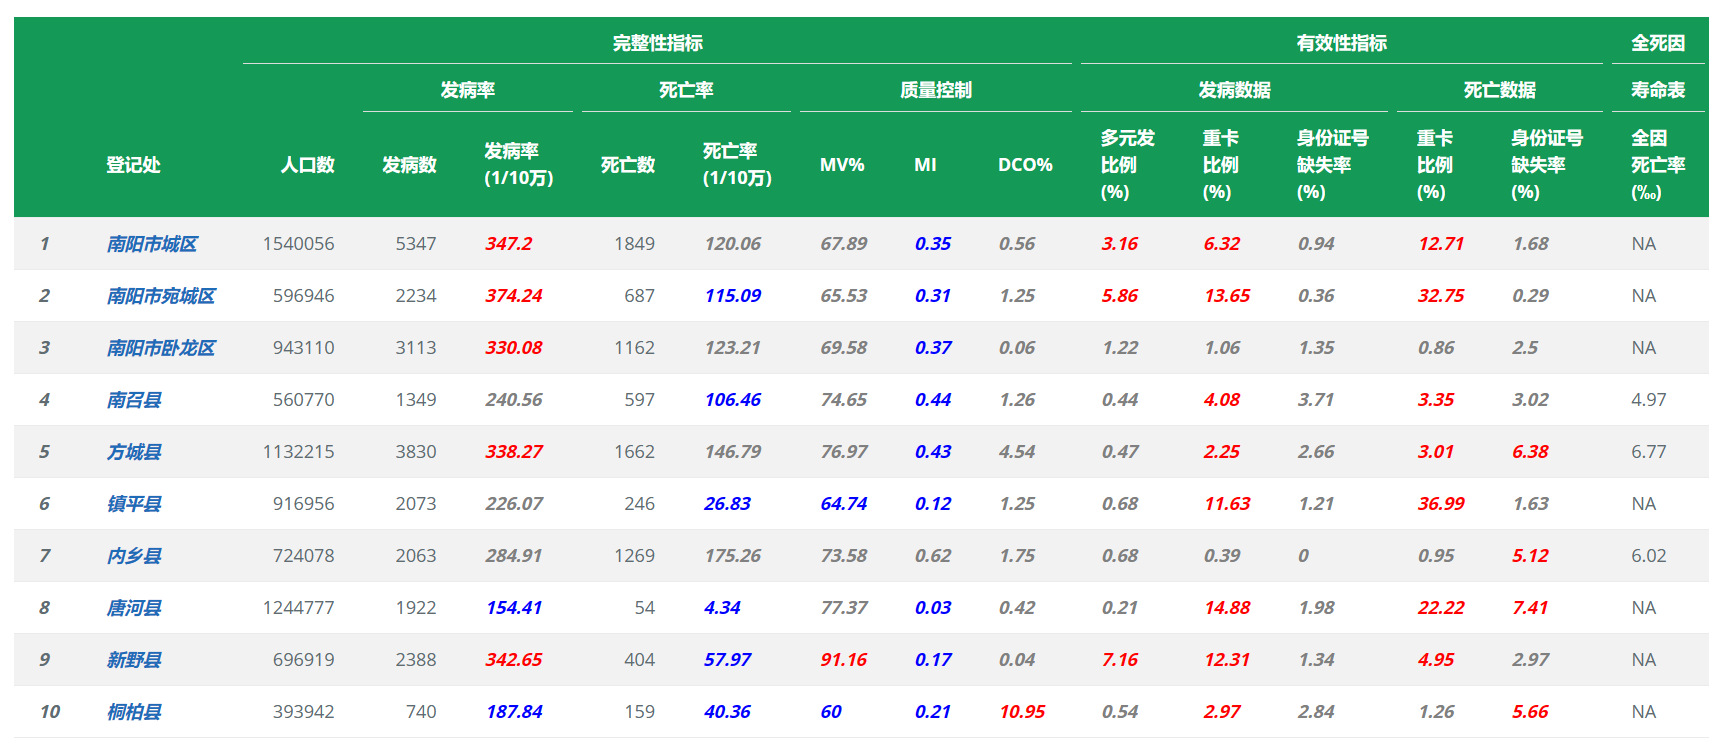 完整性指标 有效性指标 全死因
发病率 死亡率 质量控制 发病数据 死亡数据 寿命表
登记处 人口数 发病数 发病率 (1/10万) 死亡数 死亡率 (1/10万) MV% MI DCO% 多元发比例 (%) 重卡比例 (%) 身份证号缺失率 (%) 重卡比例 (%) 身份证号缺失率 (%) 全因死亡率 (‰)
1 南阳市城区 1540056 5347 347.2 1849 120.06 67.89 0.35 0.56 3.16 6.32 0.94 12.71 1.68 NA
2 南阳市宛城区 596946 2234 374.24 687 115.09 65.53 0.31 1.25 5.86 13.65 0.36 32.75 0.29 NA
3 南阳市卧龙区 943110 3113 330.08 1162 123.21 69.58 0.37 0.06 1.22 1.06 1.35 0.86 2.5 NA
4 南召县 560770 1349 240.56 597 106.46 74.65 0.44 1.26 0.44 4.08 3.71 3.35 3.02 4.97
5 方城县 1132215 3830 338.27 1662 146.79 76.97 0.43 4.54 0.47 2.25 2.66 3.01 6.38 6.77
6 镇平县 916956 2073 226.07 246 26.83 64.74 0.12 1.25 0.68 11.63 1.21 36.99 1.63 NA
7 内乡县 724078 2063 284.91 1269 175.26 73.58 0.62 1.75 0.68 0.39 0 0.95 5.12 6.02
8 唐河县 1244777 1922 154.41 54 4.34 77.37 0.03 0.42 0.21 14.88 1.98 22.22 7.41 NA
9 新野县 696919 2388 342.65 404 57.97 91.16 0.17 0.04 7.16 12.31 1.34 4.95 2.97 NA
10 桐柏县 393942 740 187.84 159 40.36 60 0.21 10.95 0.54 2.97 2.84 1.26 5.66 NA